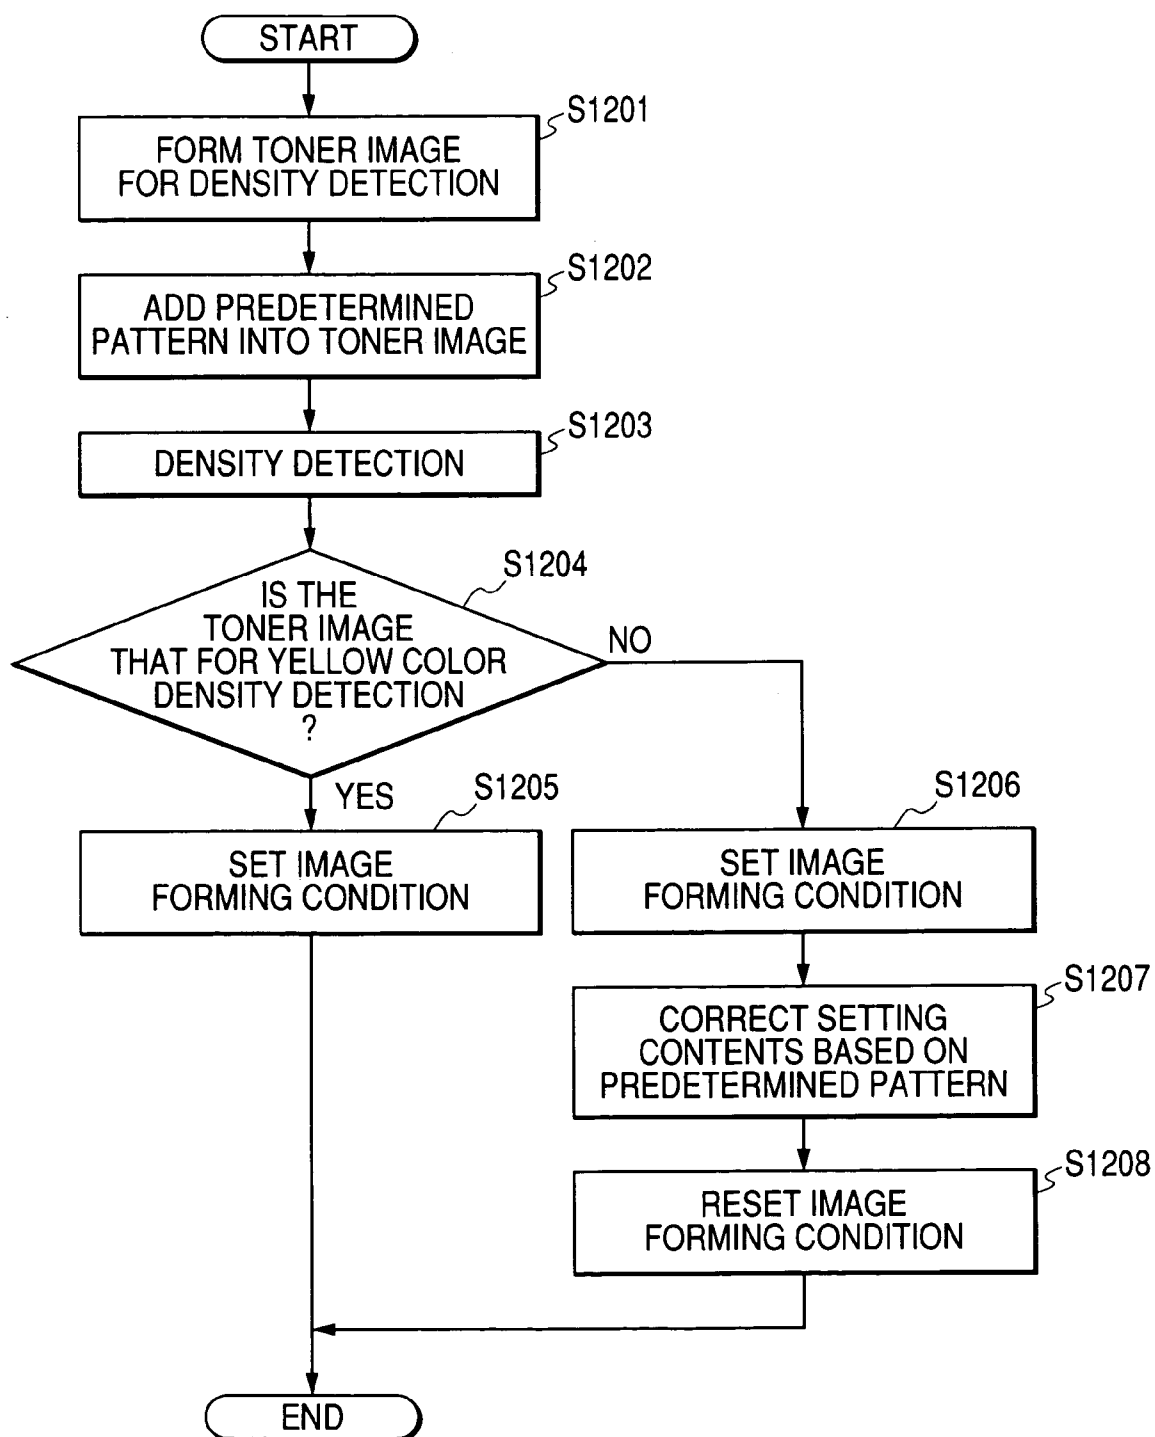 START
S1201
FORM TONER IMAGE
FOR DENSITY DETECTION
S1202
ADD PREDETERMINED
PATTERN INTO TONER IMAGE
S1203
DENSITY DETECTION
S1204
IS THE
TONER IMAGE
THAT FOR YELLOW COLOR
DENSITY DETECTION
?
NO
YES
S1205
SET IMAGE
FORMING CONDITION
S1206
SET IMAGE
FORMING CONDITION
S1207
CORRECT SETTING
CONTENTS BASED ON
PREDETERMINED PATTERN
S1208
RESET IMAGE
FORMING CONDITION
END